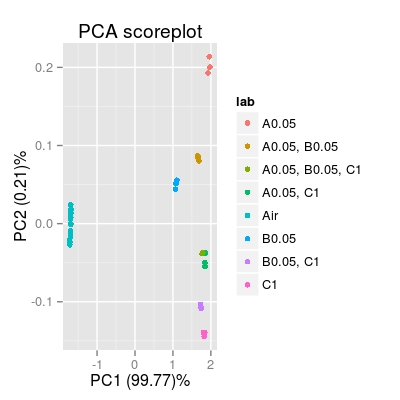 PCA scoreplot
PC2 (0.21)%
0.2
0.1
0.0
-0.1
-1
0
1
2
PC1 (99.77)%
lab
A0.05
A0.05, B0.05
A0.05, B0.05, C1
A0.05, C1
Air
B0.05
B0.05, C1
C1